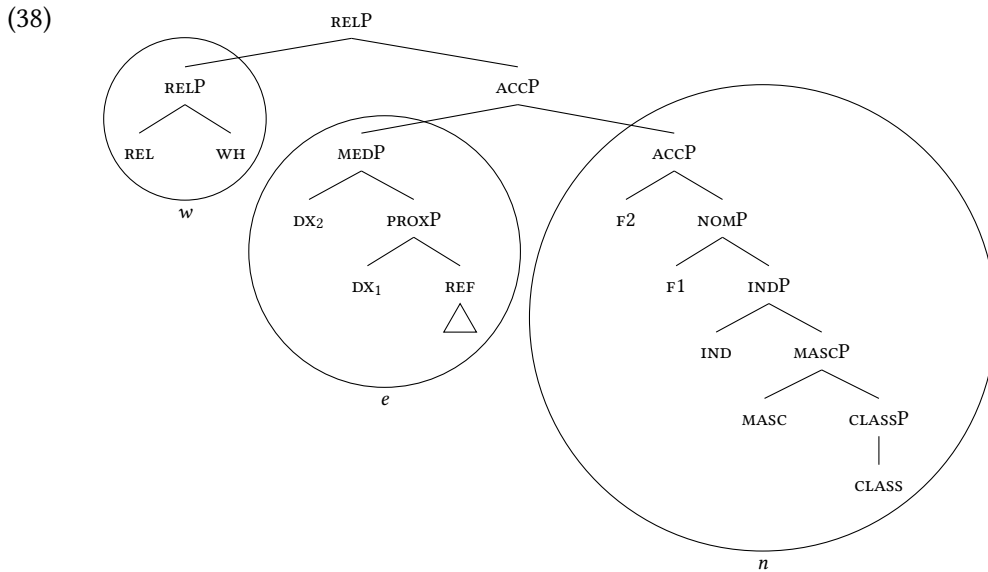 (38)
RELP
RELP ACCP
REL WH MEDP ACCP
w
DX₂ PROXP F2 NOMP
DX₁ REF F1 INDP
IND MASCP
e
MASC CLASSP
CLASS
n